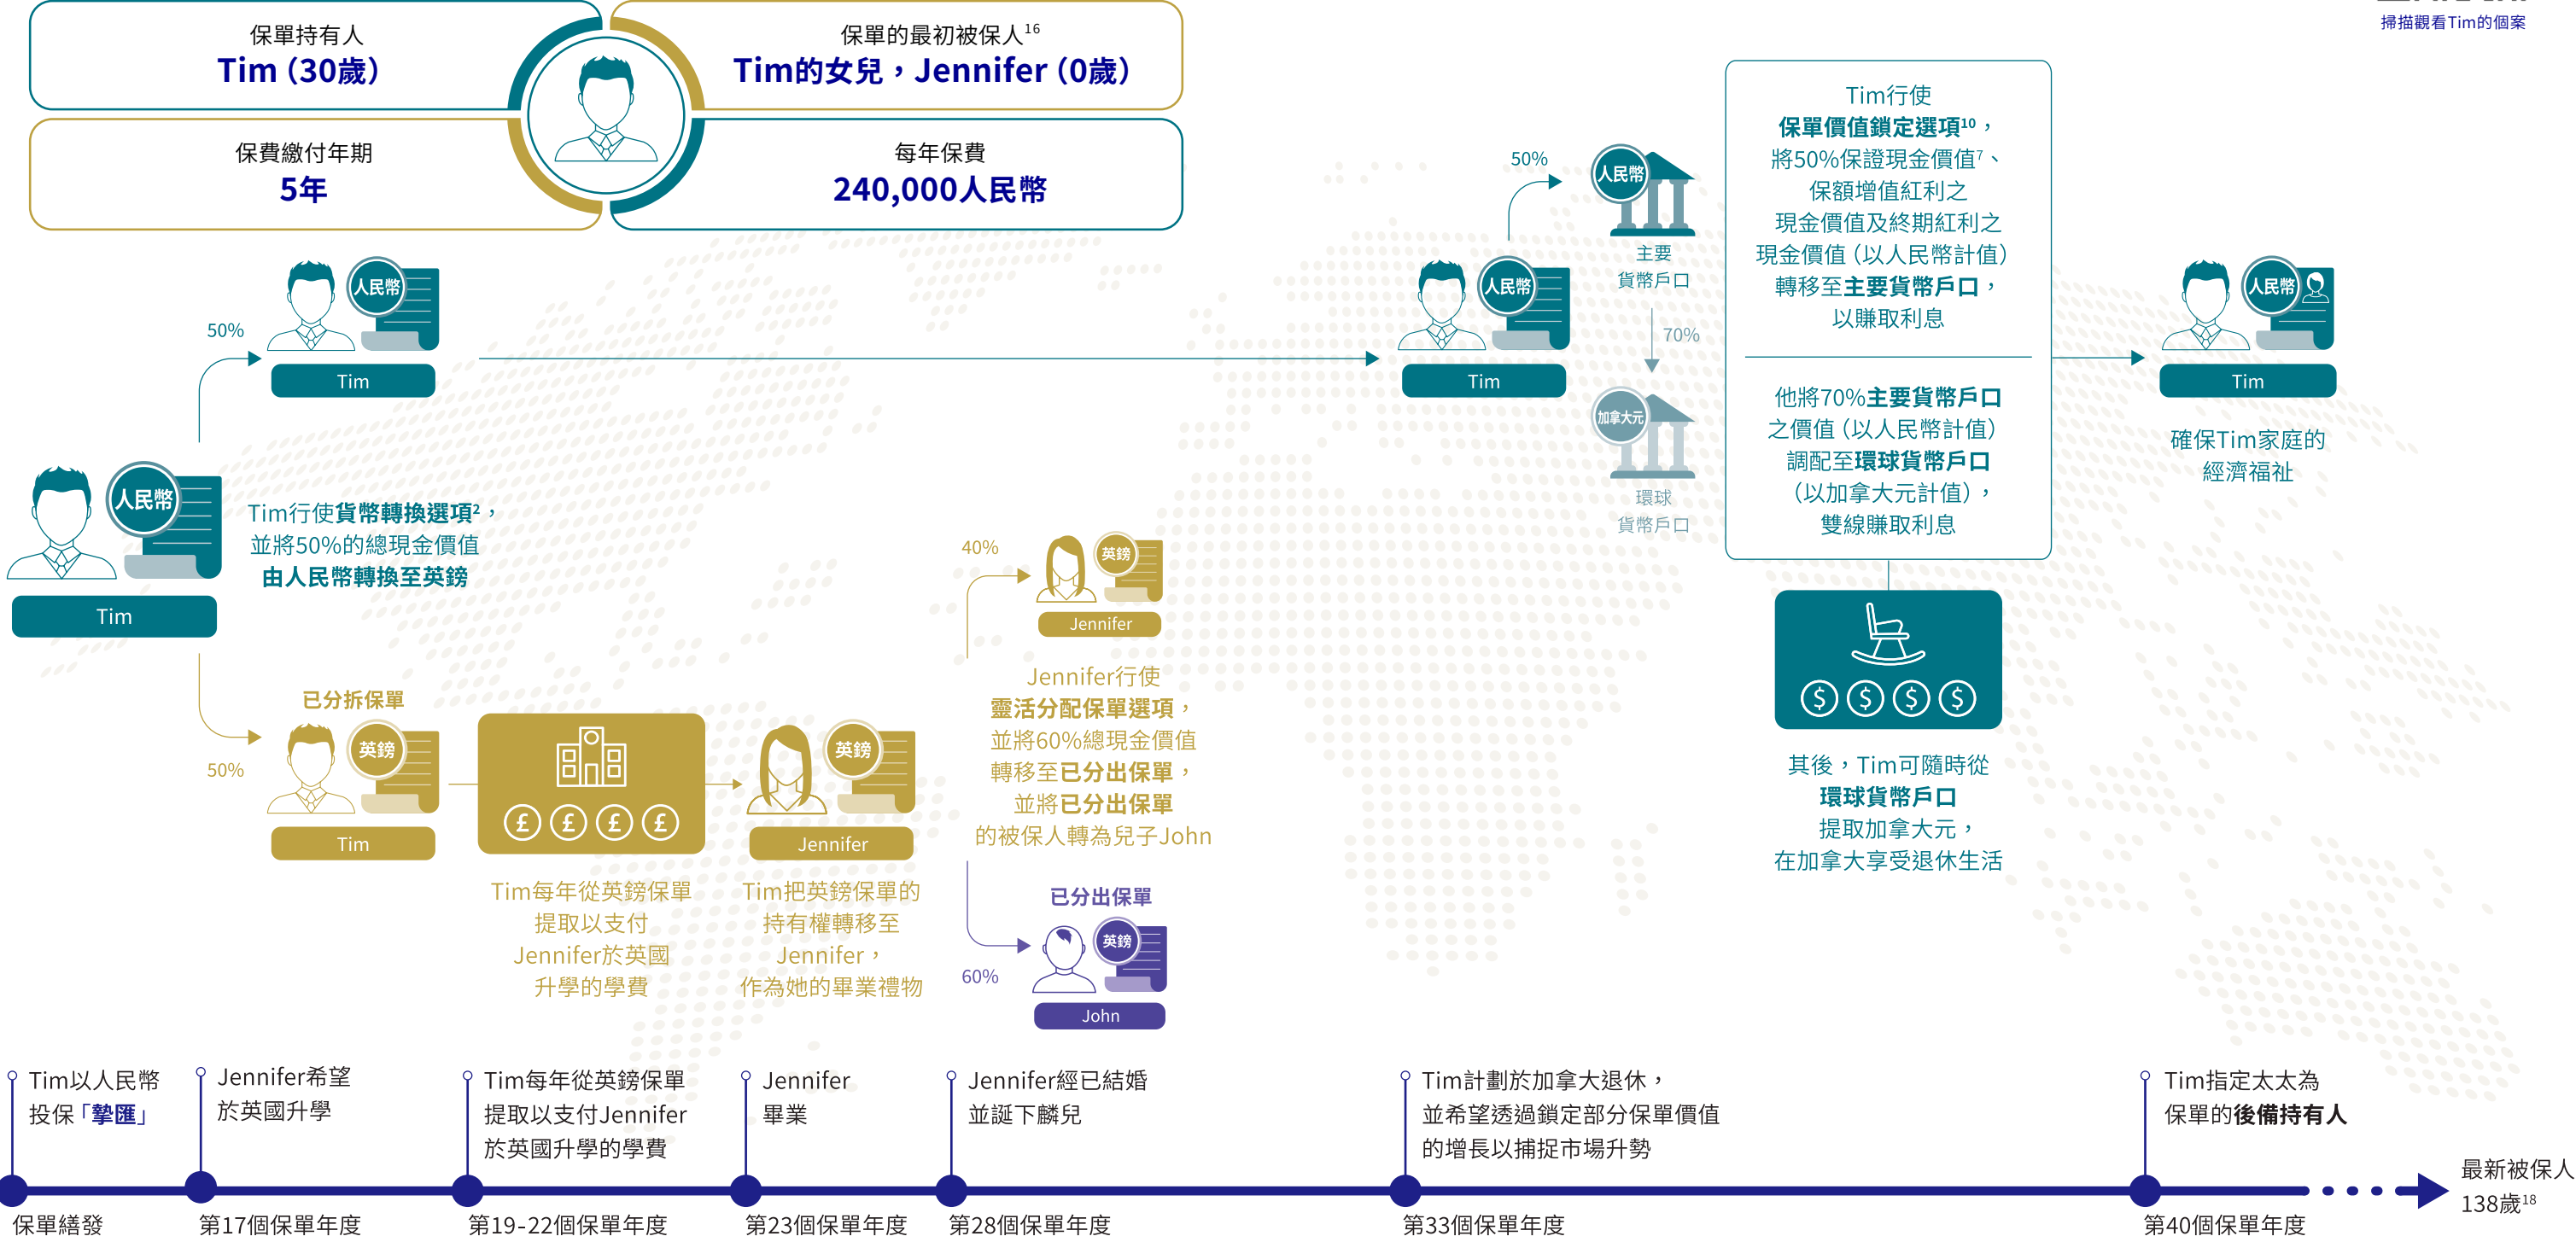 掃描觀看Tim的個案
保單持有人
Tim（30歲）
保單的最初被保人16
Tim的女兒，Jennifer（0歲）
保費繳付年期
5年
每年保費
240,000人民幣
人民幣
Tim
Tim行使貨幣轉換選項2，
並將50%的總現金價值
由人民幣轉換至英鎊
50%
人民幣
Tim
50%
已分拆保單
英鎊
Tim
£ £ £ £
Tim每年從英鎊保單
提取以支付
Jennifer於英國
升學的學費
英鎊
Jennifer
Tim把英鎊保單的
持有權轉移至
Jennifer，
作為她的畢業禮物
40%
英鎊
Jennifer
Jennifer行使
靈活分配保單選項，
並將60%總現金價值
轉移至已分出保單，
並將已分出保單
的被保人轉為兒子John
60%
已分出保單
英鎊
John
人民幣
Tim
50%
人民幣
主要
貨幣戶口
70%
加拿大元
環球
貨幣戶口
Tim行使
保單價值鎖定選項10，
將50%保證現金價值7、
保額增值紅利之
現金價值及終期紅利之
現金價值（以人民幣計值）
轉移至主要貨幣戶口，
以賺取利息
他將70%主要貨幣戶口
之價值（以人民幣計值）
調配至環球貨幣戶口
（以加拿大元計值），
雙線賺取利息
$ $ $ $
其後，Tim可隨時從
環球貨幣戶口
提取加拿大元，
在加拿大享受退休生活
人民幣
Tim
確保Tim家庭的
經濟福祉
Tim以人民幣
投保「摯匯」
保單繕發
Jennifer希望
於英國升學
第17個保單年度
Tim每年從英鎊保單
提取以支付Jennifer
於英國升學的學費
第19-22個保單年度
Jennifer
畢業
第23個保單年度
Jennifer經已結婚
並誕下麟兒
第28個保單年度
Tim計劃於加拿大退休，
並希望透過鎖定部分保單價值
的增長以捕捉市場升勢
第33個保單年度
Tim指定太太為
保單的後備持有人
第40個保單年度
最新被保人
138歲18